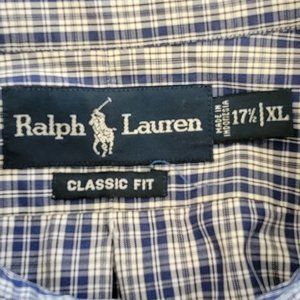 Ralph Lauren
MADE IN
INDONESIA
17½ XL
CLASSIC FIT